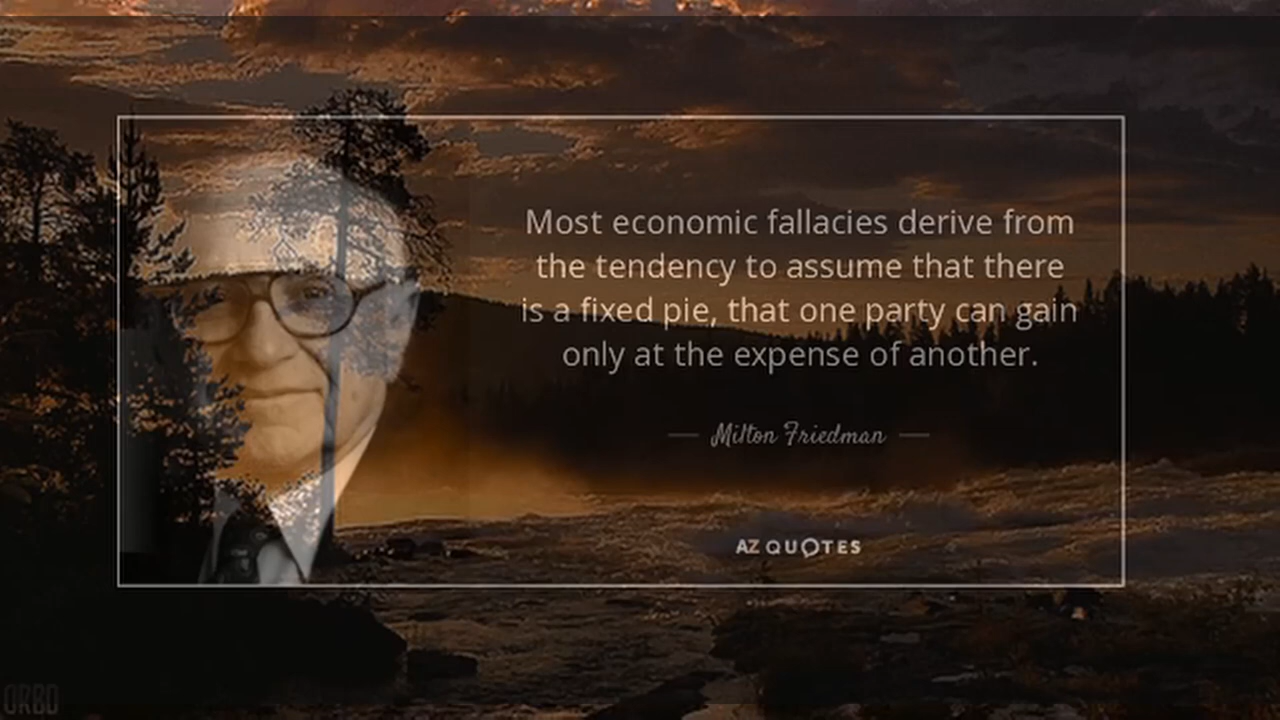 Most economic fallacies derive from
the tendency to assume that there
is a fixed pie, that one party can gain
only at the expense of another.
— Milton Friedman —
AZ QUOTES
ORBO